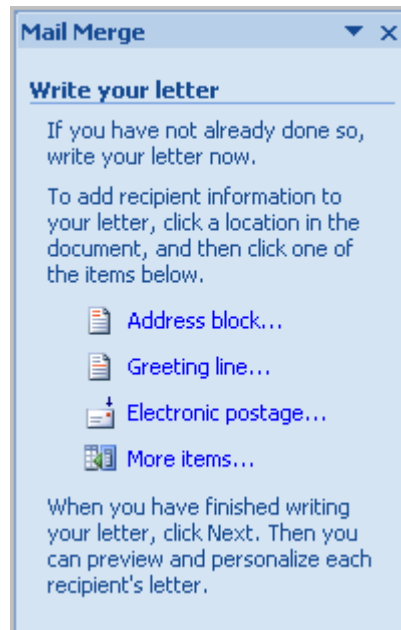 Mail Merge
Write your letter
If you have not already done so,
write your letter now.
To add recipient information to
your letter, click a location in the
document, and then click one of
the items below.
Address block...
Greeting line...
Electronic postage...
More items...
When you have finished writing
your letter, click Next. Then you
can preview and personalize each
recipient's letter.